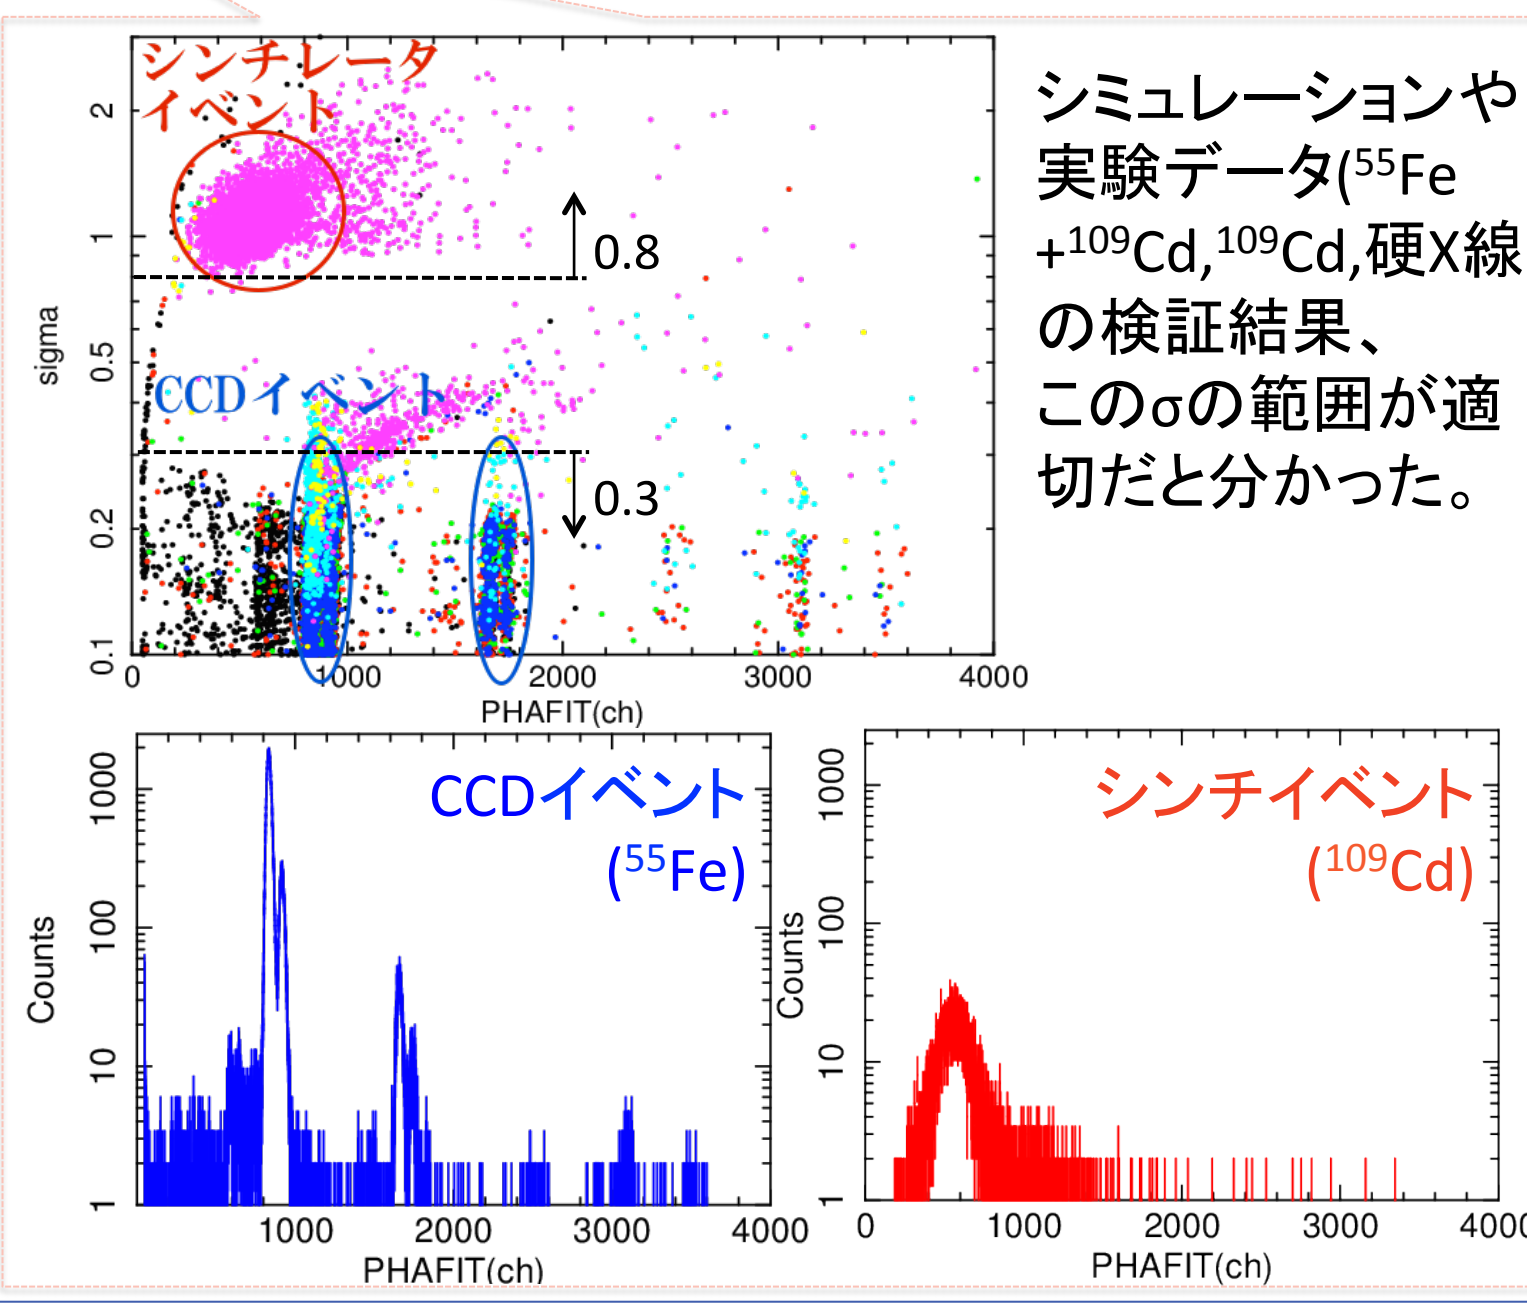 シンチレータ
イベント
2
1
0.5
0.2
0.1
sigma
0.8
CCDイベント
0.3
0
1000
2000
3000
4000
PHAFIT(ch)
シミュレーションや
実験データ(55Fe
+109Cd,109Cd,硬X線
の検証結果、
このσの範囲が適
切だと分かった。
CCDイベント
(55Fe)
1000
100
10
1
Counts
1000
2000
3000
4000
PHAFIT(ch)
シンチイベント
(109Cd)
1000
100
10
1
Counts
0
1000
2000
3000
400
PHAFIT(ch)